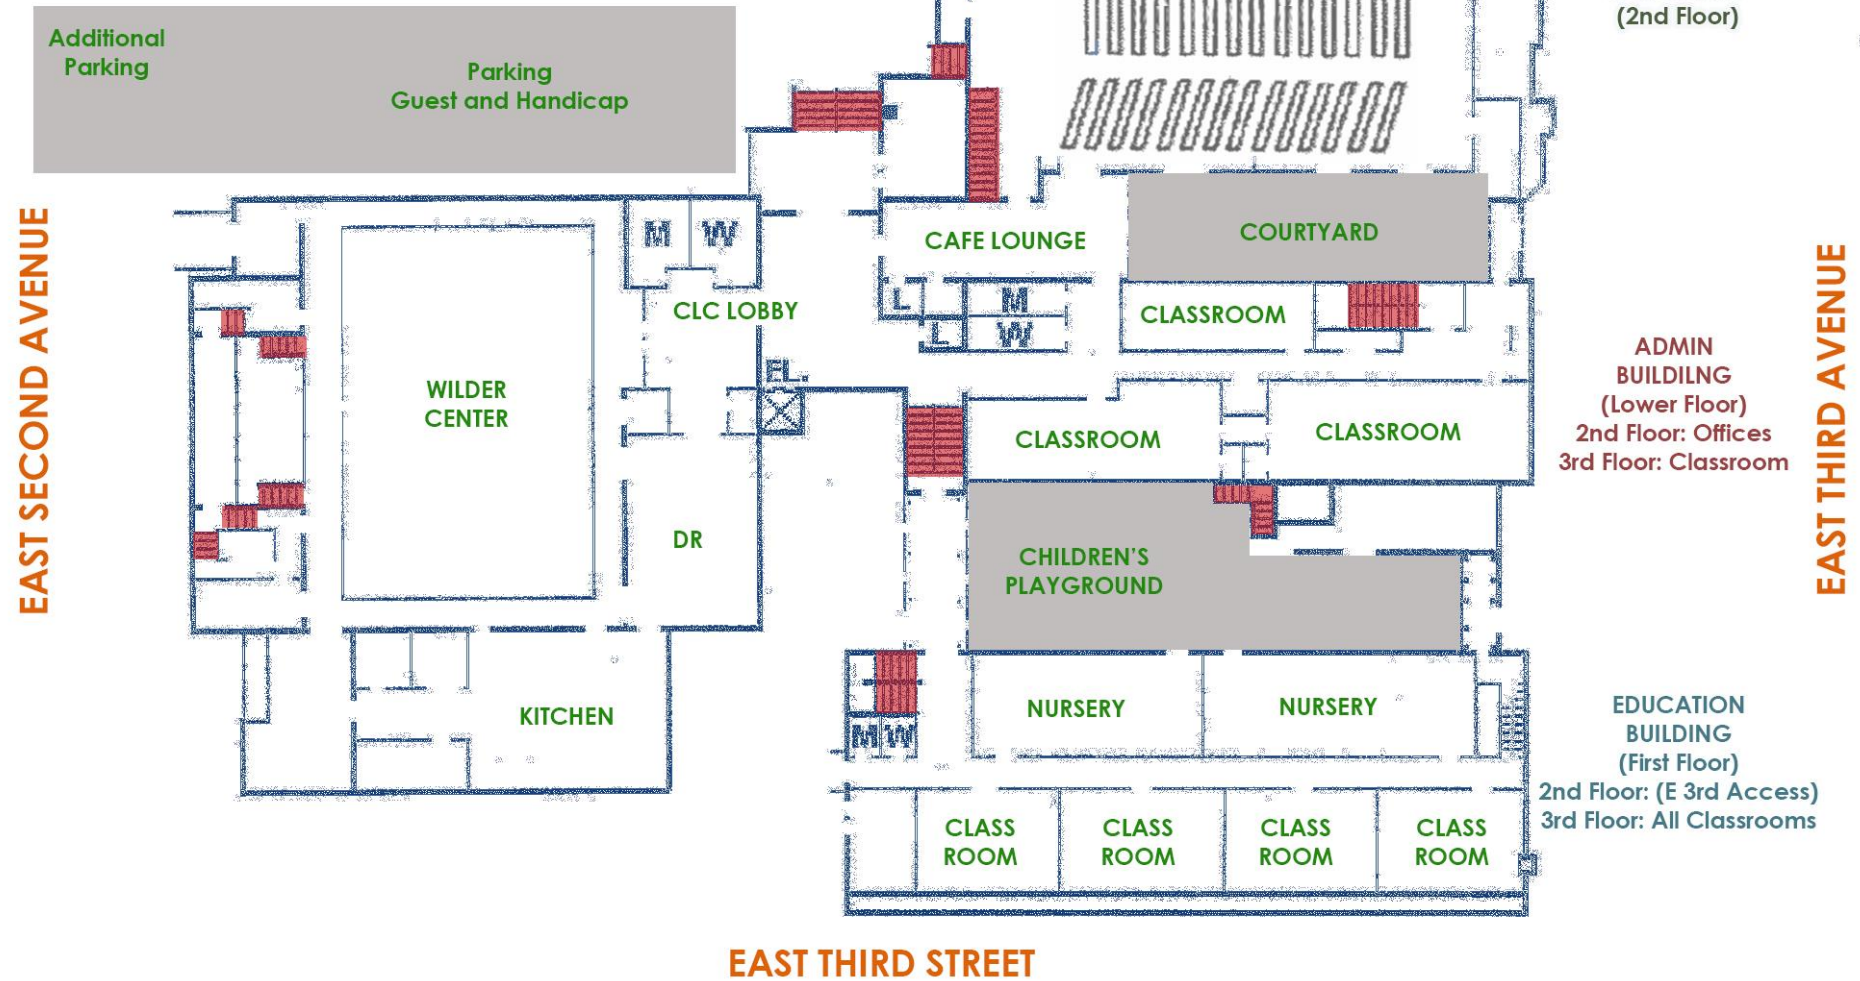 (2nd Floor)
Additional
Parking
Parking
Guest and Handicap
EAST SECOND AVENUE
M
W
CAFE LOUNGE
COURTYARD
CLC LOBBY
L
M
CLASSROOM
L
W
EL.
WILDER
CENTER
CLASSROOM
CLASSROOM
ADMIN
BUILDILNG
(Lower Floor)
2nd Floor: Offices
3rd Floor: Classroom
EAST THIRD AVENUE
DR
CHILDREN'S
PLAYGROUND
KITCHEN
NURSERY
NURSERY
M
W
EDUCATION
BUILDING
(First Floor)
2nd Floor: (E 3rd Access)
3rd Floor: All Classrooms
CLASS
ROOM
CLASS
ROOM
CLASS
ROOM
CLASS
ROOM
EAST THIRD STREET